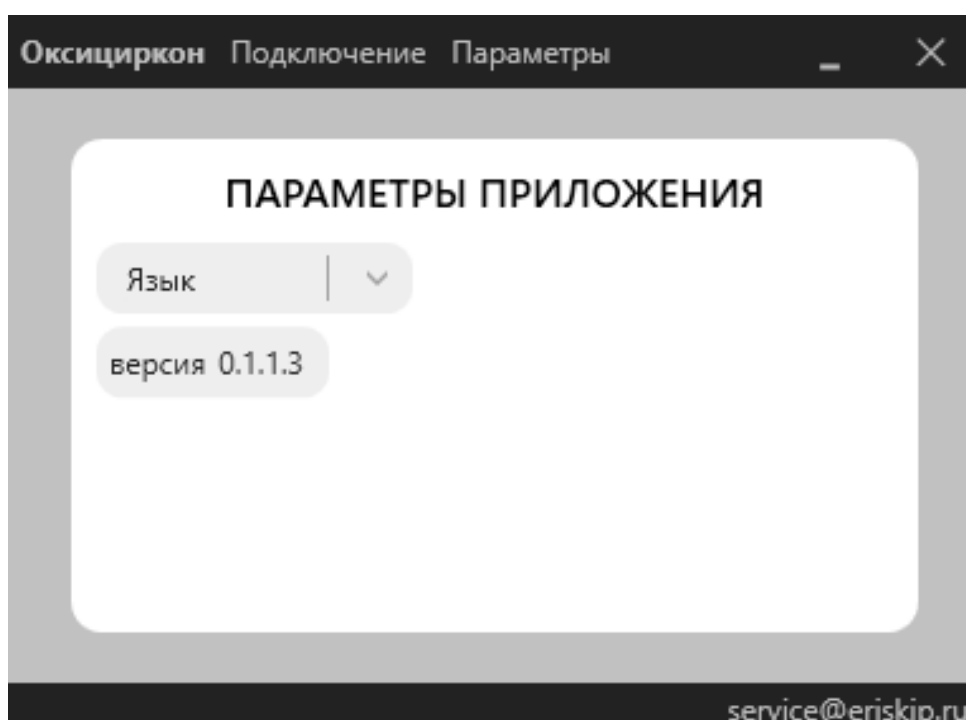 Оксициркон Подключение Параметры
ПАРАМЕТРЫ ПРИЛОЖЕНИЯ
Язык
версия 0.1.1.3
service@eriskip.ru